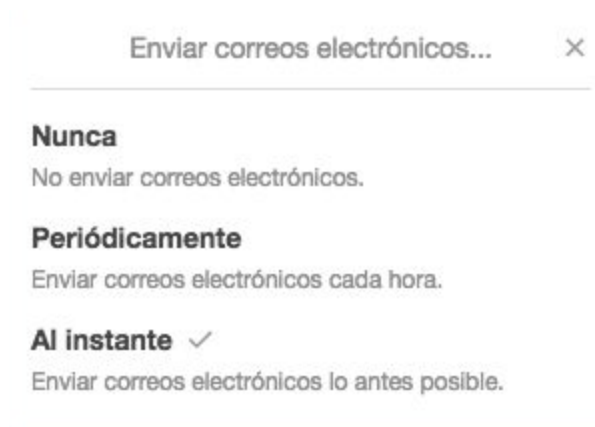 Enviar correos electrónicos...
Nunca
No enviar correos electrónicos.
Periódicamente
Enviar correos electrónicos cada hora.
Al instante
Enviar correos electrónicos lo antes posible.